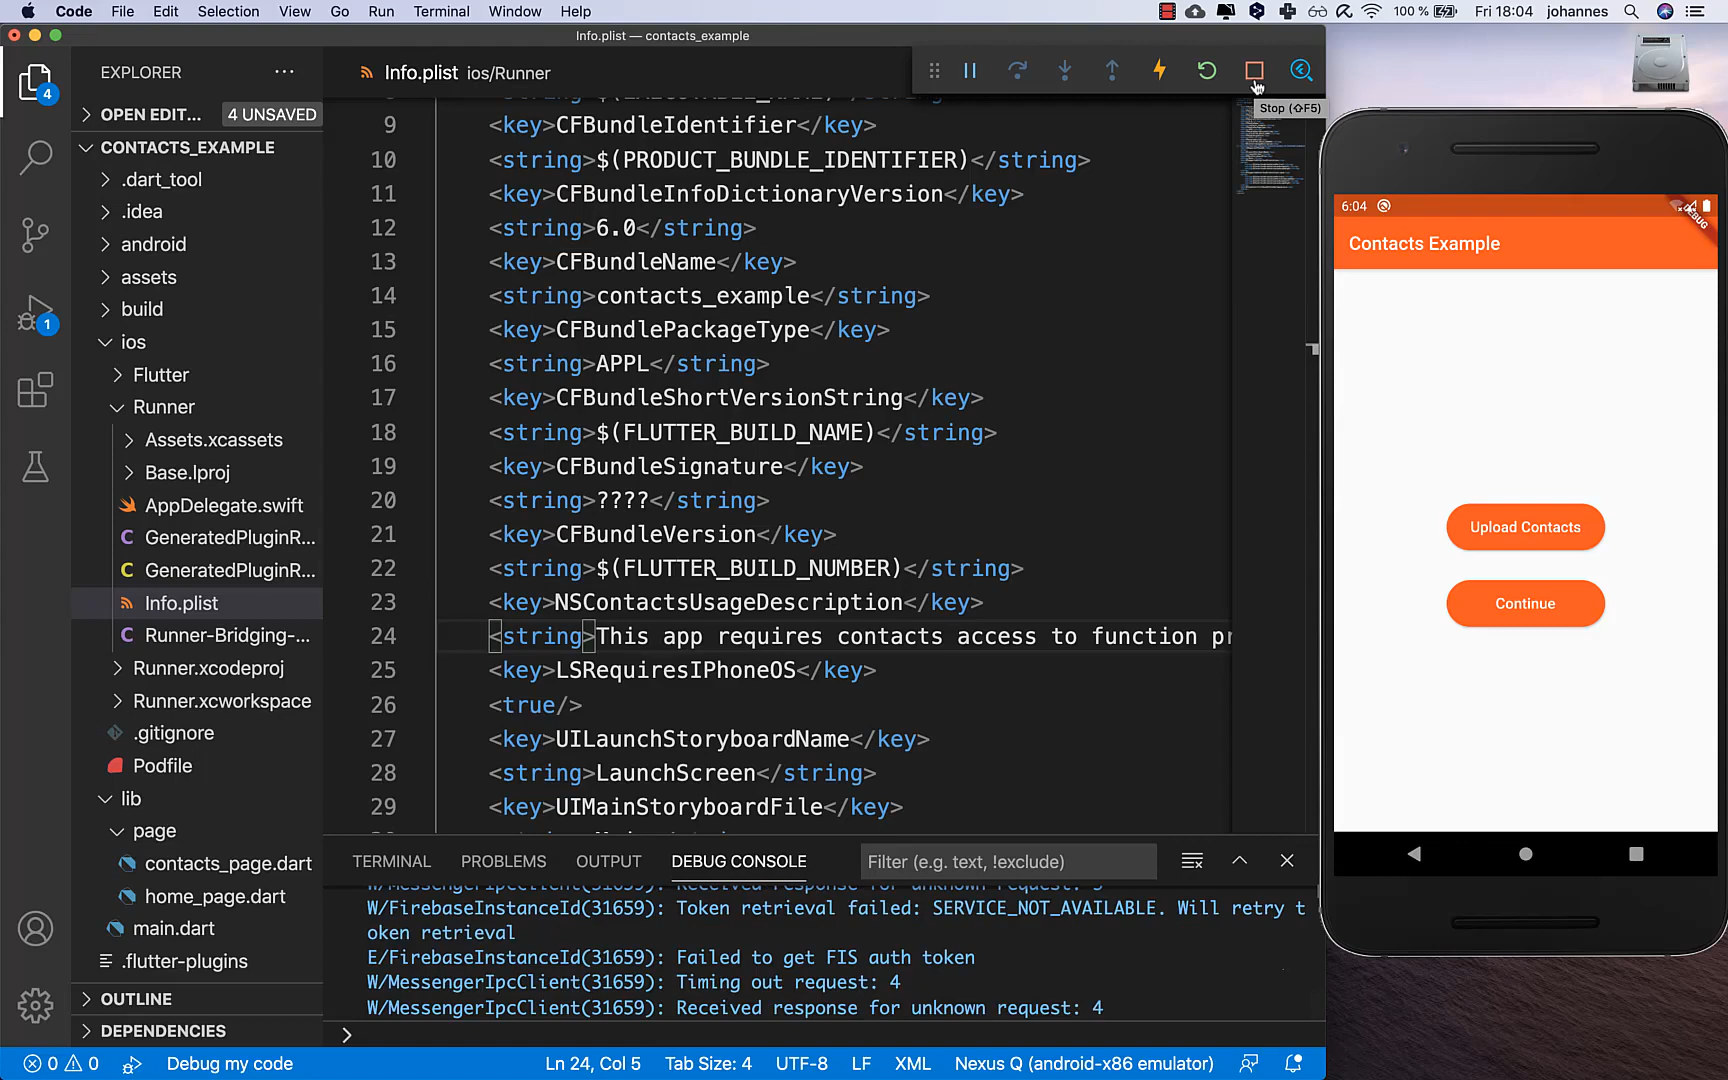 Code File Edit Selection View Go Run Terminal Window Help 100 % Fri 18:04 johannes
Info.plist — contacts_example
EXPLORER
Info.plist ios/Runner
Stop (⇧F5)
4
OPEN EDIT... 4 UNSAVED
CONTACTS_EXAMPLE
.dart_tool
.idea
android
assets
build
1
ios
Flutter
Runner
Assets.xcassets
Base.lproj
AppDelegate.swift
C GeneratedPluginR...
C GeneratedPluginR...
Info.plist
C Runner-Bridging-...
Runner.xcodeproj
Runner.xcworkspace
.gitignore
Podfile
lib
page
contacts_page.dart
home_page.dart
main.dart
.flutter-plugins
OUTLINE
DEPENDENCIES
9 <key>CFBundleIdentifier</key>
10 <string>$(PRODUCT_BUNDLE_IDENTIFIER)</string>
11 <key>CFBundleInfoDictionaryVersion</key>
12 <string>6.0</string>
13 <key>CFBundleName</key>
14 <string>contacts_example</string>
15 <key>CFBundlePackageType</key>
16 <string>APPL</string>
17 <key>CFBundleShortVersionString</key>
18 <string>$(FLUTTER_BUILD_NAME)</string>
19 <key>CFBundleSignature</key>
20 <string>????</string>
21 <key>CFBundleVersion</key>
22 <string>$(FLUTTER_BUILD_NUMBER)</string>
23 <key>NSContactsUsageDescription</key>
24 <string>This app requires contacts access to function pr
25 <key>LSRequiresIPhoneOS</key>
26 <true/>
27 <key>UILaunchStoryboardName</key>
28 <string>LaunchScreen</string>
29 <key>UIMainStoryboardFile</key>
TERMINAL PROBLEMS OUTPUT DEBUG CONSOLE Filter (e.g. text, !exclude)
W/MessengerIpcClient(31659): Received response for unknown request:
W/FirebaseInstanceId(31659): Token retrieval failed: SERVICE_NOT_AVAILABLE. Will retry t
oken retrieval
E/FirebaseInstanceId(31659): Failed to get FIS auth token
W/MessengerIpcClient(31659): Timing out request: 4
W/MessengerIpcClient(31659): Received response for unknown request: 4
0 0 Debug my code Ln 24, Col 5 Tab Size: 4 UTF-8 LF XML Nexus Q (android-x86 emulator)
6:04
DEBUG
Contacts Example
Upload Contacts
Continue